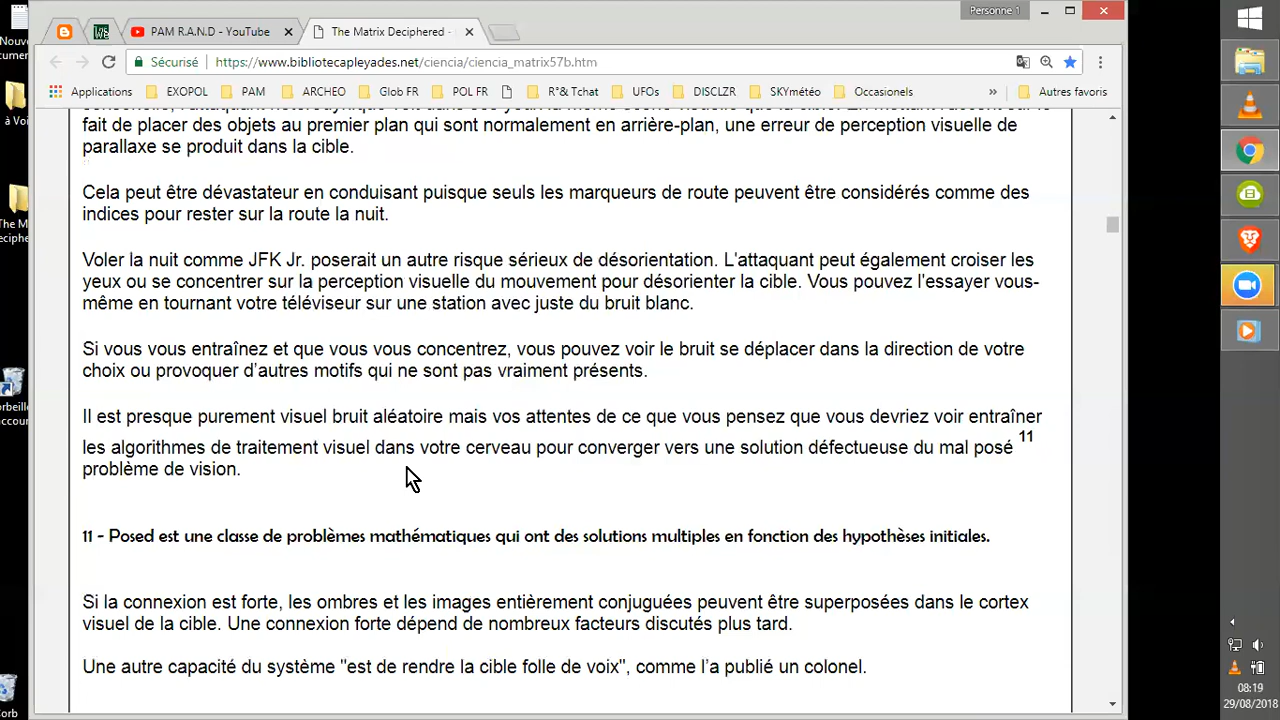 Personne 1
PAM R.A.N.D - YouTube
The Matrix Deciphered -
Sécurisé
https://www.bibliotecapleyades.net/ciencia/ciencia_matrix57b.htm
Applications
EXOPOL
PAM
ARCHEO
Glob FR
POL FR
R°& Tchat
UFOs
DISCLZR
SKYmétéo
Occasionels
»
Autres favoris
fait de placer des objets au premier plan qui sont normalement en arrière-plan, une erreur de perception visuelle de
parallaxe se produit dans la cible.
Cela peut être dévastateur en conduisant puisque seuls les marqueurs de route peuvent être considérés comme des
indices pour rester sur la route la nuit.
Voler la nuit comme JFK Jr. poserait un autre risque sérieux de désorientation. L'attaquant peut également croiser les
yeux ou se concentrer sur la perception visuelle du mouvement pour désorienter la cible. Vous pouvez l'essayer vous-
même en tournant votre téléviseur sur une station avec juste du bruit blanc.
Si vous vous entraînez et que vous vous concentrez, vous pouvez voir le bruit se déplacer dans la direction de votre
choix ou provoquer d'autres motifs qui ne sont pas vraiment présents.
Il est presque purement visuel bruit aléatoire mais vos attentes de ce que vous pensez que vous devriez voir entraîner
les algorithmes de traitement visuel dans votre cerveau pour converger vers une solution défectueuse du mal posé 11
problème de vision.
11 - Posed est une classe de problèmes mathématiques qui ont des solutions multiples en fonction des hypothèses initiales.
Si la connexion est forte, les ombres et les images entièrement conjuguées peuvent être superposées dans le cortex
visuel de la cible. Une connexion forte dépend de nombreux facteurs discutés plus tard.
Une autre capacité du système "est de rendre la cible folle de voix", comme l'a publié un colonel.
Nouve
cumen
à Voi
The M
eciphe
orbeille
accour
Corb
08:19
29/08/2018